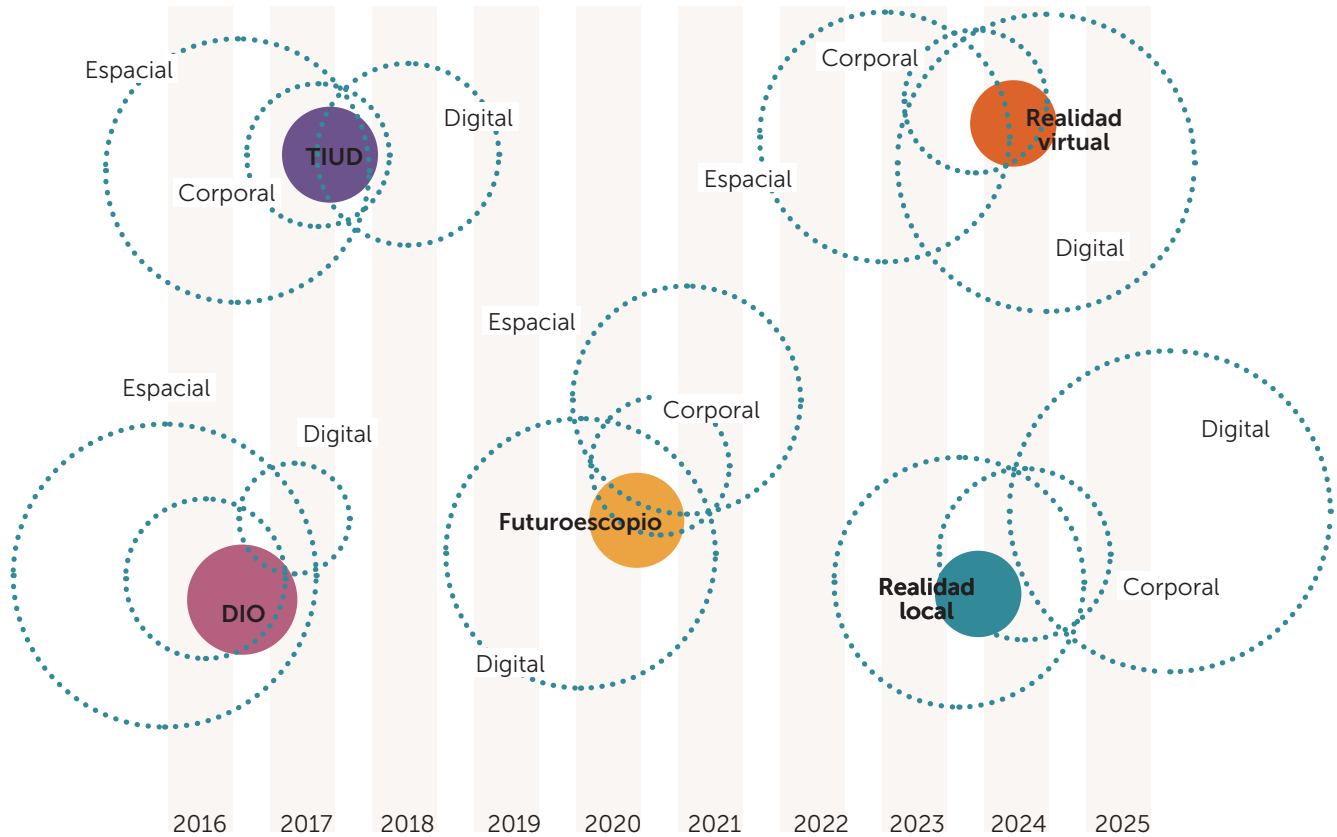 Espacial
Digital
TIUD
Corporal
Corporal
Realidad
virtual
Espacial
Digital
Espacial
Digital
DIO
Espacial
Corporal
Futuroescopio
Digital
Digital
Realidad
local
Corporal
2016
2017
2018
2019
2020
2021
2022
2023
2024
2025